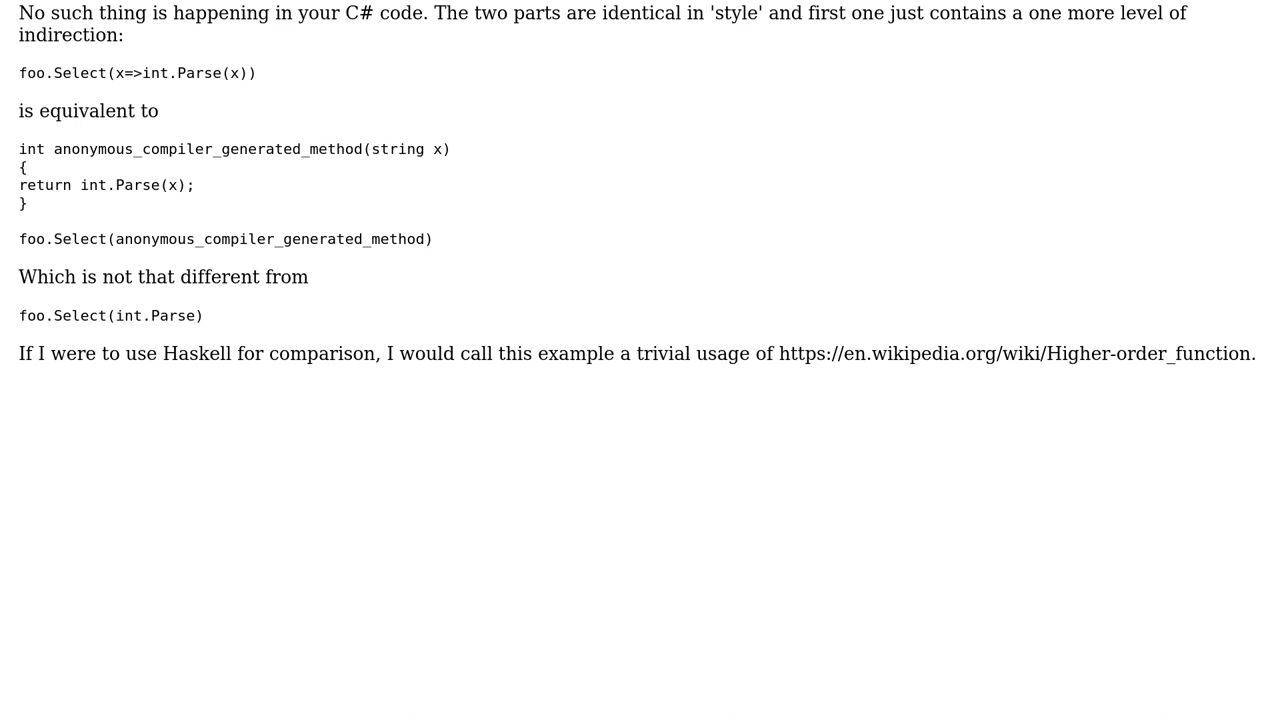 No such thing is happening in your C# code. The two parts are identical in 'style' and first one just contains a one more level of
indirection:
foo.Select(x=>int.Parse(x))
is equivalent to
int anonymous_compiler_generated_method(string x)
{
return int.Parse(x);
}
foo.Select(anonymous_compiler_generated_method)
Which is not that different from
foo.Select(int.Parse)
If I were to use Haskell for comparison, I would call this example a trivial usage of https://en.wikipedia.org/wiki/Higher-order_function.